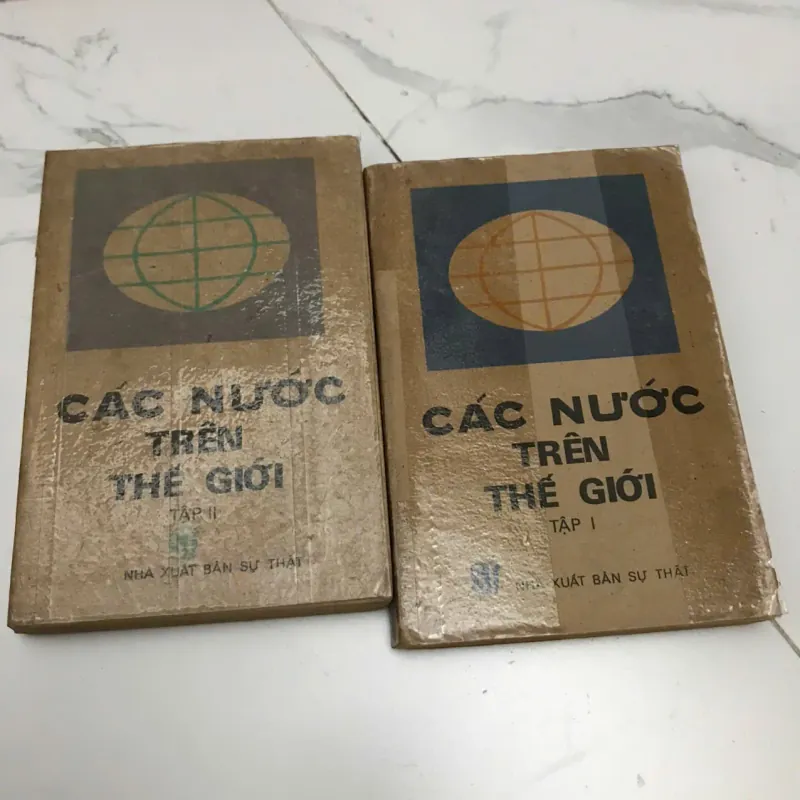 CÁC NƯỚC
TRÊN
THẾ GIỚI
TẬP II
NHÀ XUẤT BẢN SỰ THẬT
CÁC NƯỚC
TRÊN
THẾ GIỚI
TẬP I
NHÀ XUẤT BẢN SỰ THẬT